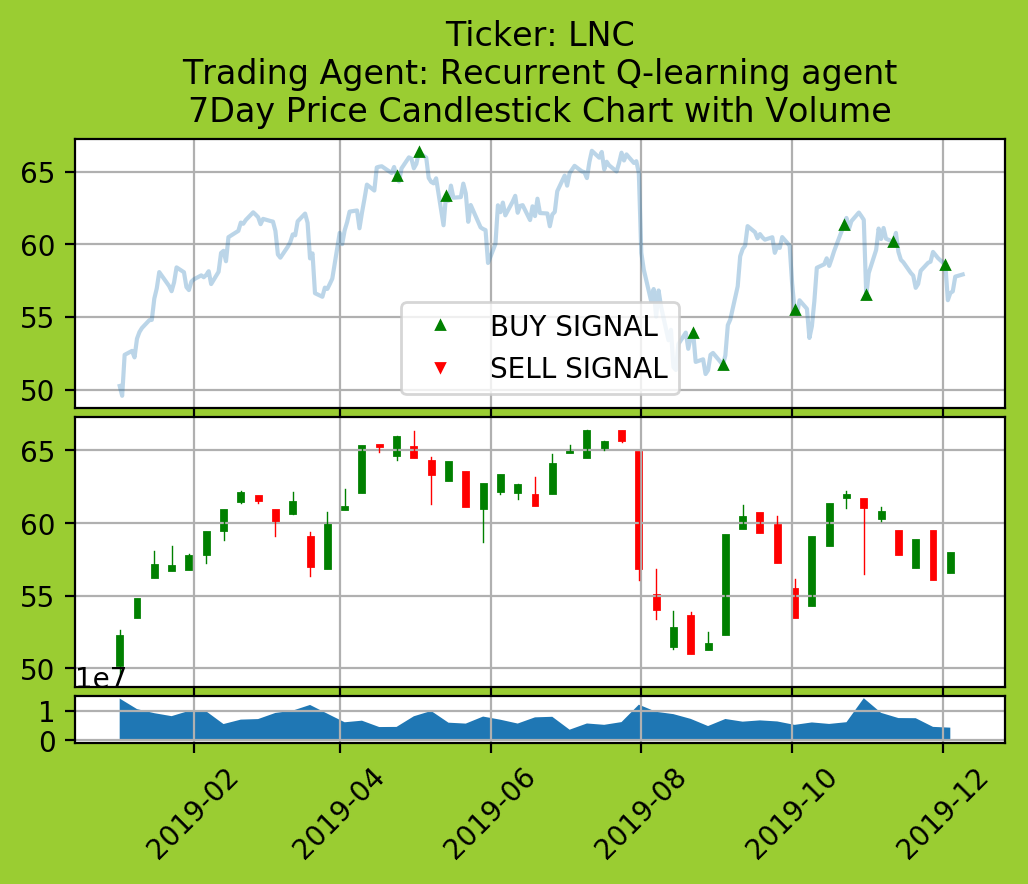 Ticker: LNC
Trading Agent: Recurrent Q-learning agent
7Day Price Candlestick Chart with Volume
65
60
55
50
BUY SIGNAL
SELL SIGNAL
65
60
55
50
1e7
1
0
2019-02
2019-04
2019-06
2019-08
2019-10
2019-12